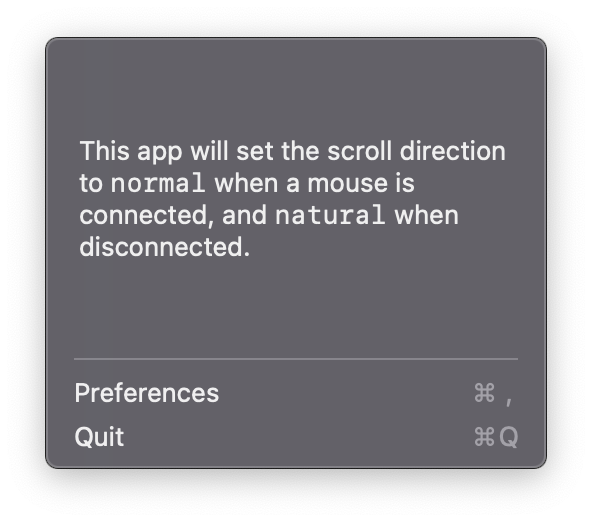 This app will set the scroll direction
to normal when a mouse is
connected, and natural when
disconnected.
Preferences ⌘ ,
Quit ⌘Q